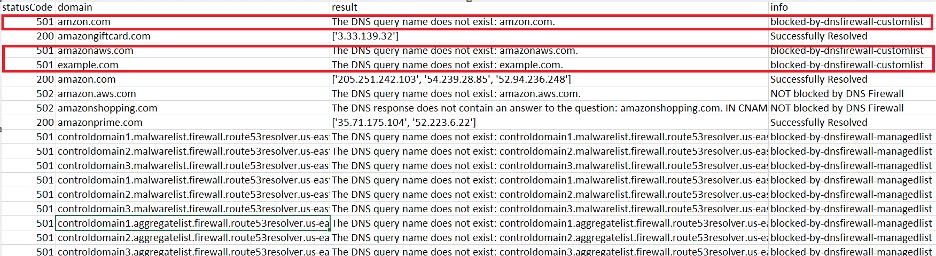 statusCode domain result info
501 amzon.com The DNS query name does not exist: amzon.com. blocked-by-dnsfirewall-customlist
200 amazongiftcard.com ['3.33.139.32'] Successfully Resolved
501 amazonaws.com The DNS query name does not exist: amazonaws.com. blocked-by-dnsfirewall-customlist
501 example.com The DNS query name does not exist: example.com. blocked-by-dnsfirewall-customlist
200 amazon.com ['205.251.242.103', '54.239.28.85', '52.94.236.248'] Successfully Resolved
502 amazon.aws.com The DNS query name does not exist: amazon.aws.com. NOT blocked by DNS Firewall
502 amazonshopping.com The DNS response does not contain an answer to the question: amazonshopping.com. IN CNAM NOT blocked by DNS Firewall
200 amazonprime.com ['35.71.175.104', '52.223.6.22'] Successfully Resolved
501 controldomain1.malwarelist.firewall.route53resolver.us-eas The DNS query name does not exist: controldomain1.malwarelist.firewall.route53resolver.us-eas blocked-by-dnsfirewall-managedlist
501 controldomain2.malwarelist.firewall.route53resolver.us-eas The DNS query name does not exist: controldomain2.malwarelist.firewall.route53resolver.us-eas blocked-by-dnsfirewall-managedlist
501 controldomain3.malwarelist.firewall.route53resolver.us-eas The DNS query name does not exist: controldomain3.malwarelist.firewall.route53resolver.us-eas blocked-by-dnsfirewall-managedlist
501 controldomain1.malwarelist.firewall.route53resolver.us-eas The DNS query name does not exist: controldomain1.malwarelist.firewall.route53resolver.us-eas blocked-by-dnsfirewall-managedlist
501 controldomain2.malwarelist.firewall.route53resolver.us-eas The DNS query name does not exist: controldomain2.malwarelist.firewall.route53resolver.us-eas blocked-by-dnsfirewall-managedlist
501 controldomain3.malwarelist.firewall.route53resolver.us-eas The DNS query name does not exist: controldomain3.malwarelist.firewall.route53resolver.us-eas blocked-by-dnsfirewall-managedlist
501 controldomain1.aggregatelist.firewall.route53resolver.us-ea The DNS query name does not exist: controldomain1.aggregatelist.firewall.route53resolver.us-ea blocked-by-dnsfirewall-managedlist
501 controldomain2.aggregatelist.firewall.route53resolver.us-ea The DNS query name does not exist: controldomain2.aggregatelist.firewall.route53resolver.us-ea blocked-by-dnsfirewall-managedlist
501 controldomain3.aggregatelist.firewall.route53resolver.us-ea The DNS query name does not exist: controldomain3.aggregatelist.firewall.route53resolver.us-ea blocked-by-dnsfirewall-managedlist